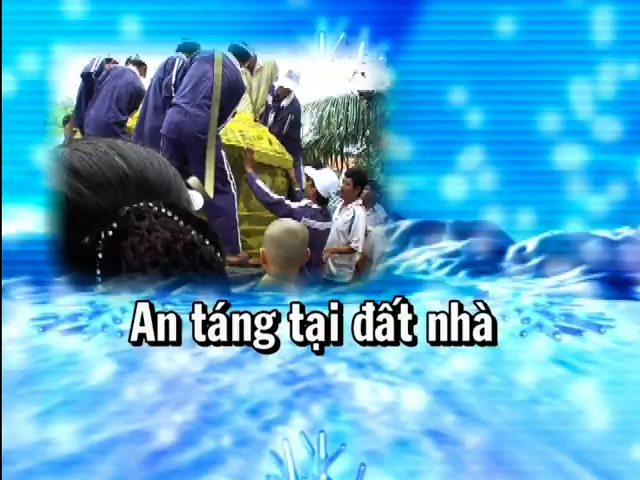 An táng tại đất nhà